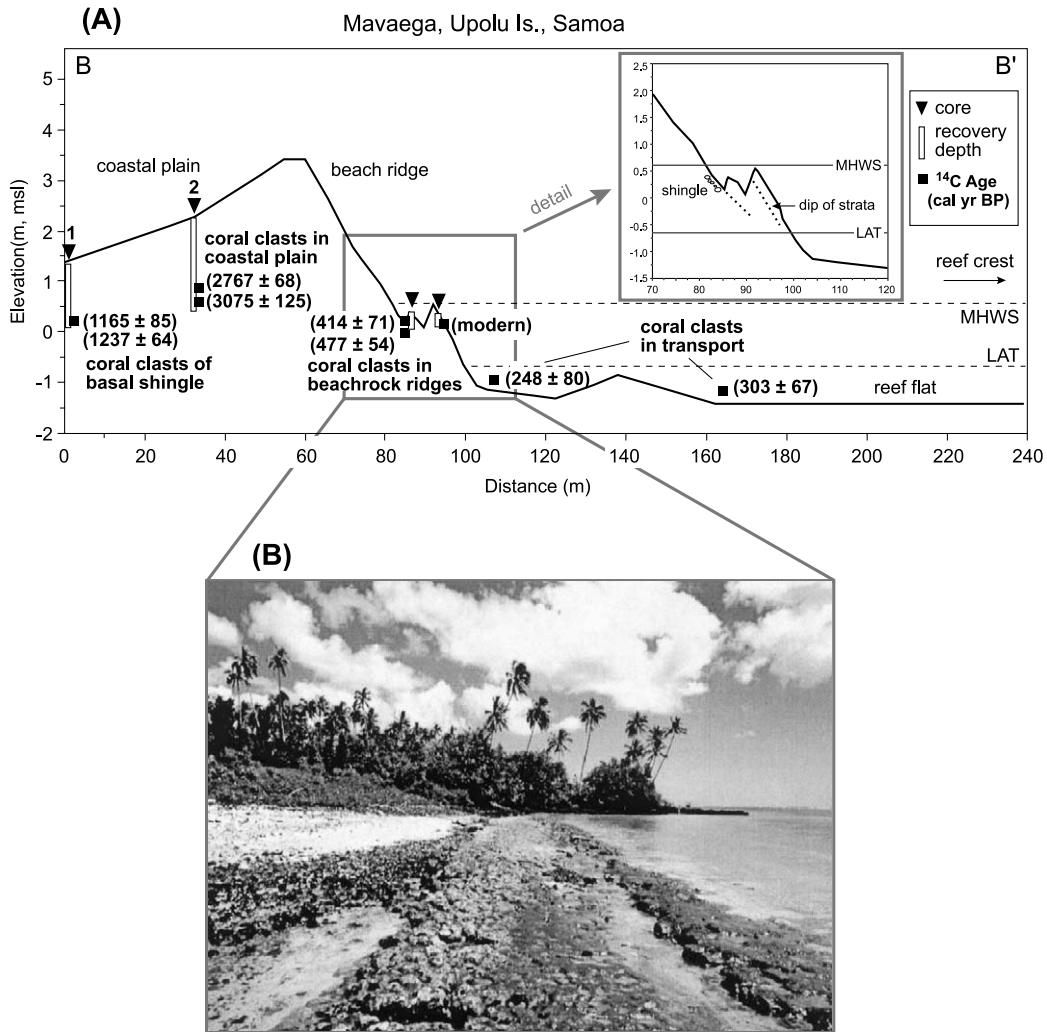 (A)
Mavaega, Upolu Is., Samoa
B
B'
5
4
3
2
1
0
-1
-2
Elevation(m, msl)
0
20
40
60
80
100
120
140
160
180
200
220
240
Distance (m)
coastal plain
beach ridge
1
2
coral clasts in
coastal plain
(2767 ± 68)
(3075 ± 125)
(1165 ± 85)
(1237 ± 64)
coral clasts of
basal shingle
(414 ± 71)
(477 ± 54)
coral clasts in
beachrock ridges
(modern)
(248 ± 80)
coral clasts
in transport
(303 ± 67)
reef flat
reef crest
MHWS
LAT
detail
2.5
2.0
1.5
1.0
0.5
0
-0.5
-1.0
-1.5
70
80
90
100
110
120
MHWS
shingle
dip of strata
LAT
core
recovery
depth
¹⁴C Age
(cal yr BP)
(B)